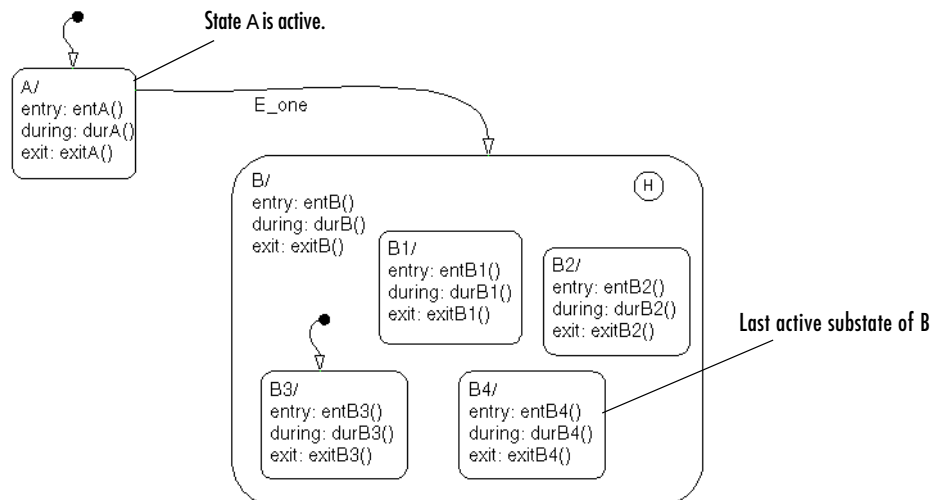 State A is active.
A/
entry: entA()
during: durA()
exit: exitA()
E_one
B/
entry: entB()
during: durB()
exit: exitB()
H
B1/
entry: entB1()
during: durB1()
exit: exitB1()
B2/
entry: entB2()
during: durB2()
exit: exitB2()
Last active substate of B
B3/
entry: entB3()
during: durB3()
exit: exitB3()
B4/
entry: entB4()
during: durB4()
exit: exitB4()